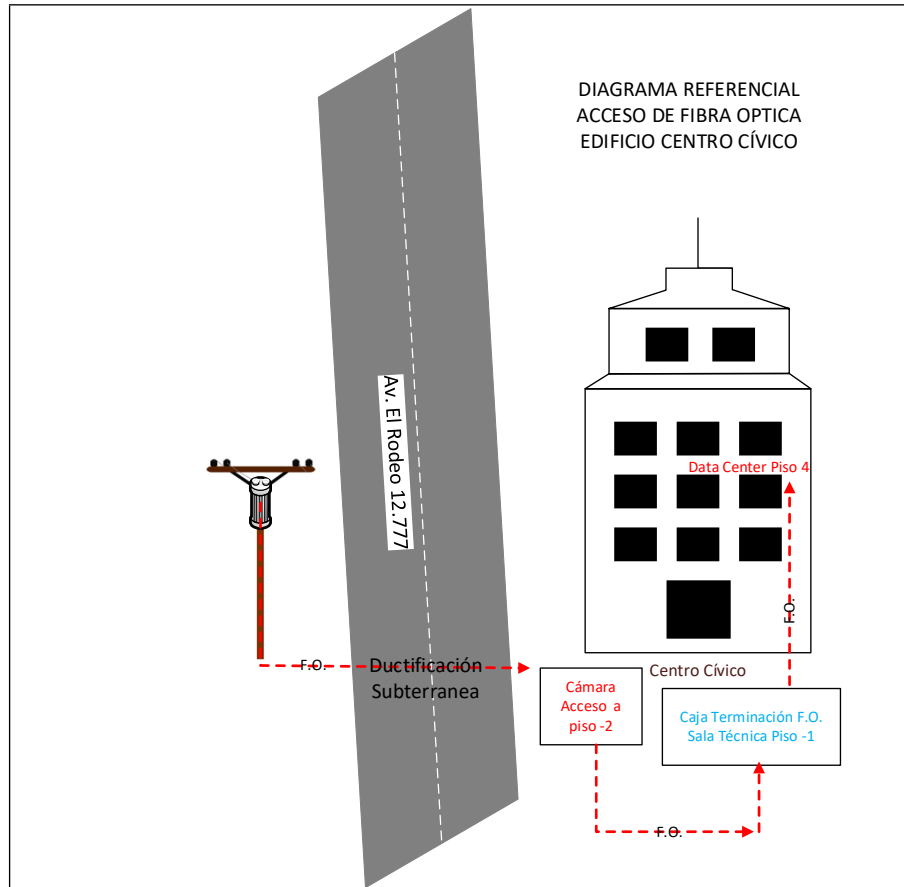 DIAGRAMA REFERENCIAL
ACCESO DE FIBRA OPTICA
EDIFICIO CENTRO CÍVICO
Av. El Rodeo 12.777
Data Center Piso 4
F.O.
F.O.
Ductificación
Subterranea
Centro Cívico
Cámara
Acceso a
piso -2
Caja Terminación F.O.
Sala Técnica Piso -1
F.O.